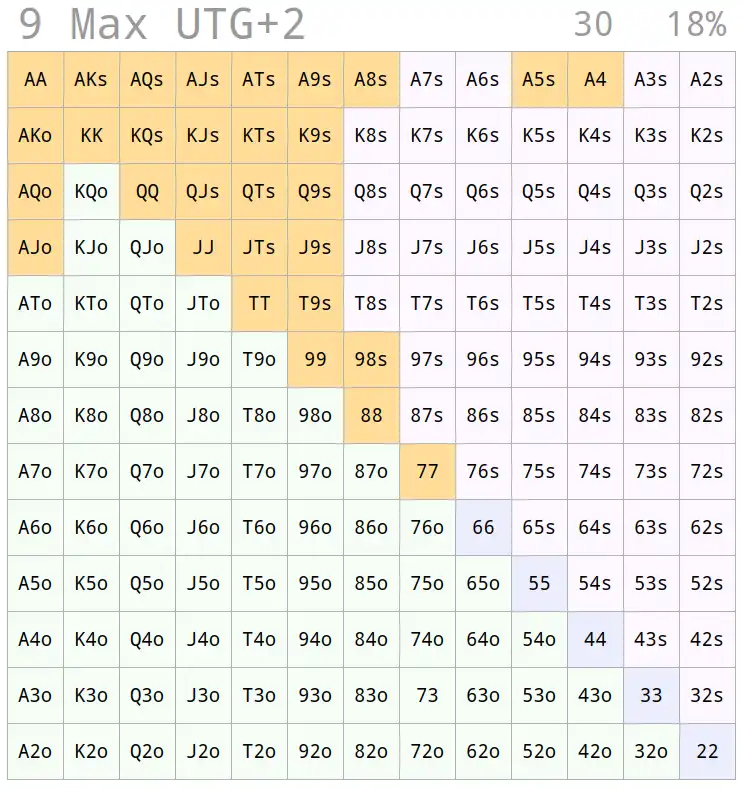 9 Max UTG+2 30 18%
AA AKs AQs AJs ATs A9s A8s A7s A6s A5s A4 A3s A2s
AKo KK KQs KJs KTs K9s K8s K7s K6s K5s K4s K3s K2s
AQo KQo QQ QJs QTs Q9s Q8s Q7s Q6s Q5s Q4s Q3s Q2s
AJo KJo QJo JJ JTs J9s J8s J7s J6s J5s J4s J3s J2s
ATo KTo QTo JTo TT T9s T8s T7s T6s T5s T4s T3s T2s
A9o K9o Q9o J9o T9o 99 98s 97s 96s 95s 94s 93s 92s
A8o K8o Q8o J8o T8o 98o 88 87s 86s 85s 84s 83s 82s
A7o K7o Q7o J7o T7o 97o 87o 77 76s 75s 74s 73s 72s
A6o K6o Q6o J6o T6o 96o 86o 76o 66 65s 64s 63s 62s
A5o K5o Q5o J5o T5o 95o 85o 75o 65o 55 54s 53s 52s
A4o K4o Q4o J4o T4o 94o 84o 74o 64o 54o 44 43s 42s
A3o K3o Q3o J3o T3o 93o 83o 73 63o 53o 43o 33 32s
A2o K2o Q2o J2o T2o 92o 82o 72o 62o 52o 42o 32o 22